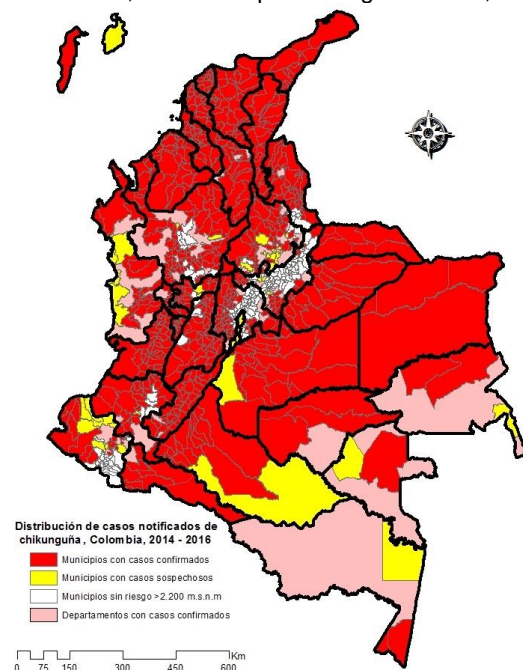 Distribución de casos notificados de
chikunguña, Colombia, 2014 - 2016
Municipios con casos confirmados
Municipios con casos sospechosos
Municipios sin riesgo >2.200 m.s.n.m
Departamentos con casos confirmados
Km
0 75 150 300 450 600